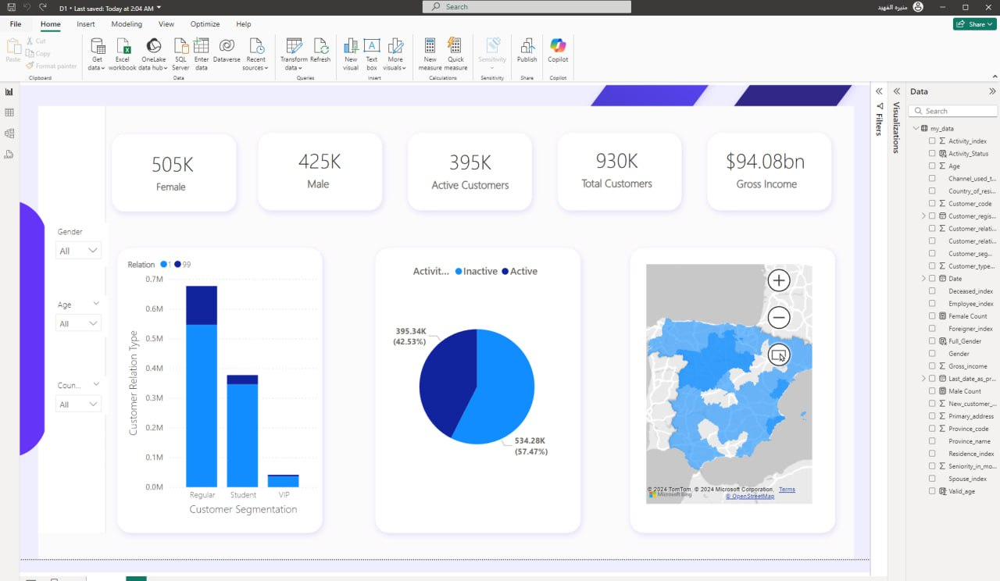 D1 • Last saved: Today at 2:04 AM
Search
منيره الفهيد
File Home Insert Modeling View Optimize Help
Share
Paste
Cut
Copy
Format painter
Clipboard
Get data
Excel workbook
OneLake data hub
SQL Server
Enter data
Dataverse
Recent sources
Data
Transform data
Refresh
Queries
New visual
Text box
More visuals
Insert
New measure
Quick measure
Calculations
Sensitivity
Sensitivity
Publish
Share
Copilot
Copilot
505K
Female
425K
Male
395K
Active Customers
930K
Total Customers
$94.08bn
Gross Income
Gender
All
Age
All
Coun...
All
Relation 1 99
Customer Relation Type
0.7M
0.6M
0.5M
0.4M
0.3M
0.2M
0.1M
0.0M
Regular Student VIP
Customer Segmentation
Activit... Inactive Active
395.34K
(42.53%)
534.28K
(57.47%)
© 2024 TomTom, © 2024 Microsoft Corporation, Terms
Microsoft Bing
© OpenStreetMap
Filters
Visualizations
Data
Search
my_data
Activity_index
Activity_Status
Age
Channel_used_t...
Country_of_resi...
Customer_code
Customer_regis...
Customer_relati...
Customer_relati...
Customer_seg...
Customer_type...
Date
Deceased_index
Employee_index
Female Count
Foreigner_index
Full_Gender
Gender
Gross_income
Last_date_as_pr...
Male Count
New_customer_...
Primary_address
Province_code
Province_name
Residence_index
Seniority_in_mo...
Spouse_index
Valid_age